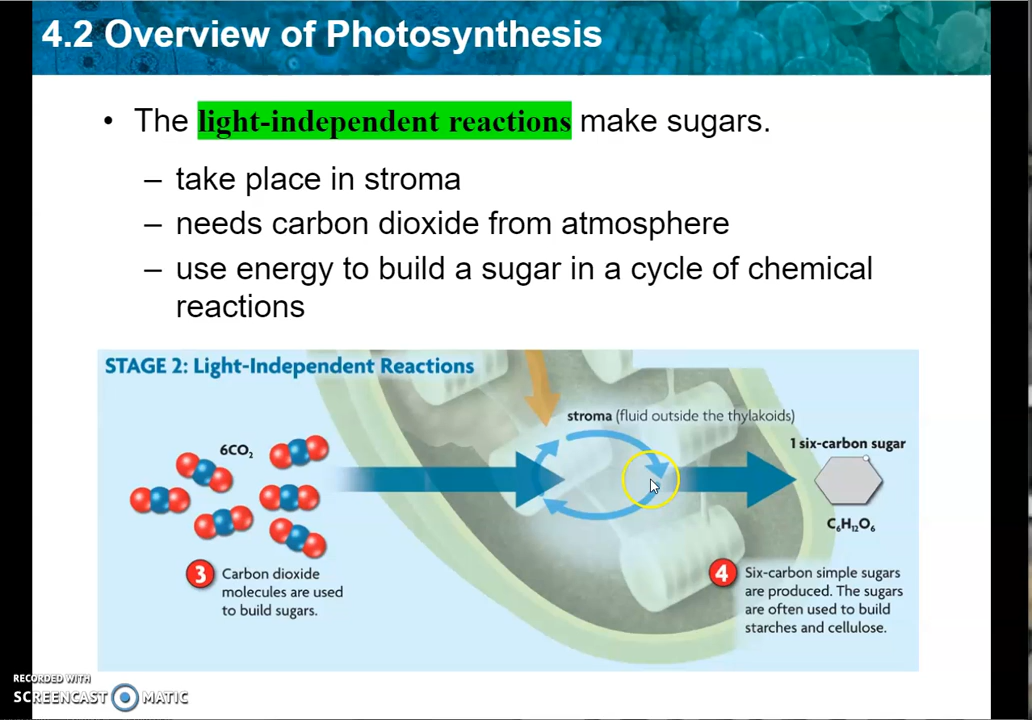 4.2 Overview of Photosynthesis
• The light-independent reactions make sugars.
– take place in stroma
– needs carbon dioxide from atmosphere
– use energy to build a sugar in a cycle of chemical
reactions
STAGE 2: Light-Independent Reactions
stroma (fluid outside the thylakoids)
6CO₂
1 six-carbon sugar
C₆H₁₂O₆
3 Carbon dioxide
molecules are used
to build sugars.
4 Six-carbon simple sugars
are produced. The sugars
are often used to build
starches and cellulose.
RECORDED WITH
SCREENCAST MATIC